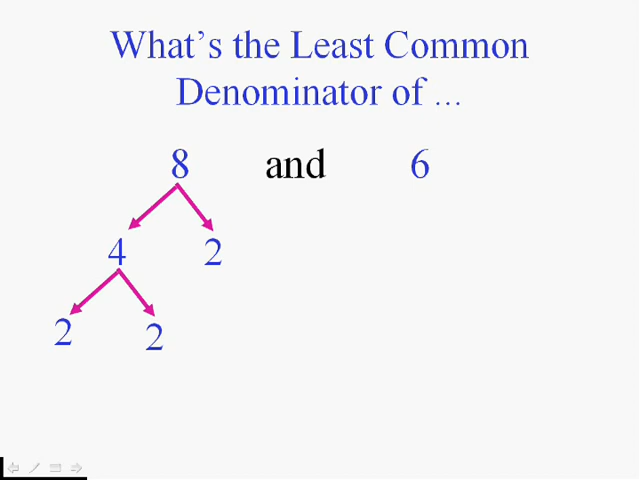 What's the Least Common
Denominator of ...
8 and 6
4 2
2 2